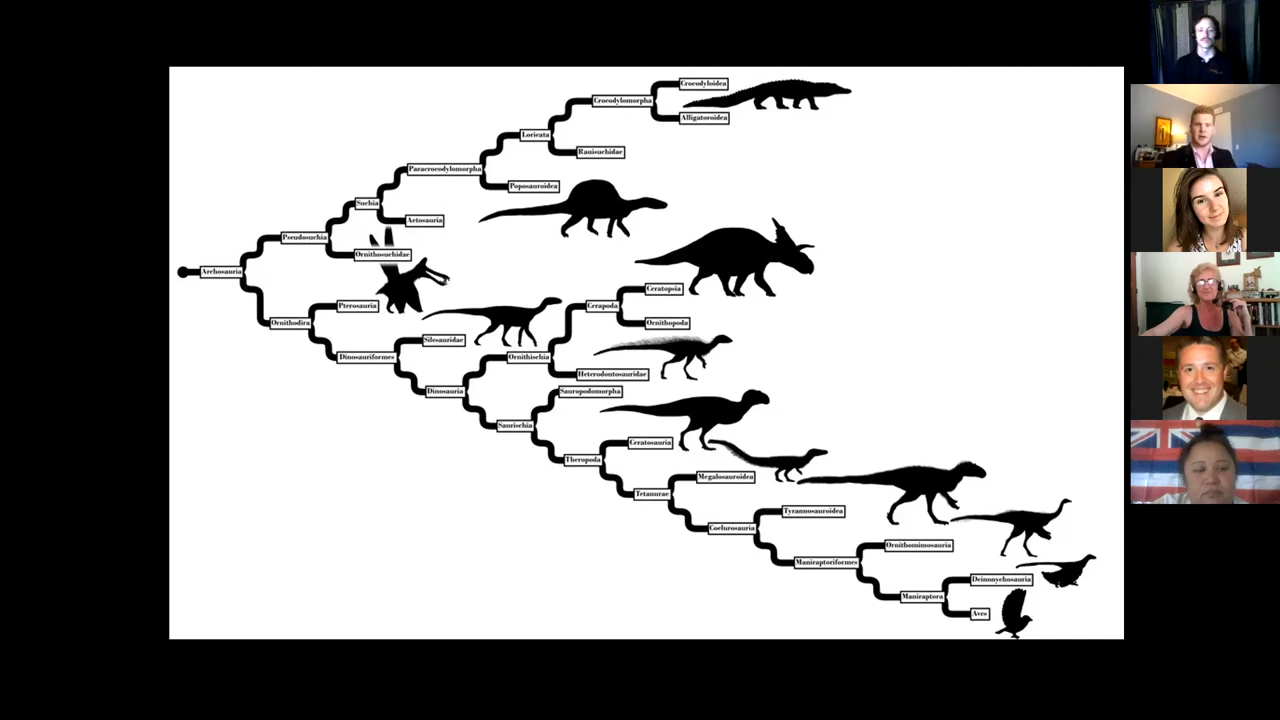 Crocodyloidea
Crocodylomorpha
Alligatoroidea
Loricata
Rauisuchidae
Paracrocodylomorpha
Poposauroidea
Suchia
Aetosauria
Pseudosuchia
Ornithosuchidae
Archosauria
Ceratopsia
Pterosauria
Cerapoda
Ornithodira
Ornithopoda
Silesauridae
Dinosauriformes
Ornithischia
Heterodontosauridae
Dinosauria
Sauropodomorpha
Saurischia
Ceratosauria
Theropoda
Megalosauroidea
Tetanurae
Tyrannosauroidea
Coelurosauria
Ornithomimosauria
Maniraptoriformes
Deinonychosauria
Maniraptora
Aves